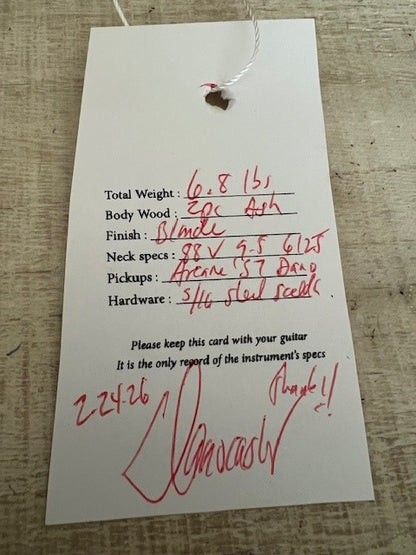 Total Weight : 6.8 lbs
Body Wood : 2pc Ash
Finish : Blonde
Neck specs : 88 V 9.5 6125
Pickups : Arcane '57 Dano
Hardware : 5/16 steel
Please keep this card with your guitar
It is the only record of the instrument's specs
2.24.26
Thanks!!
Danocaster